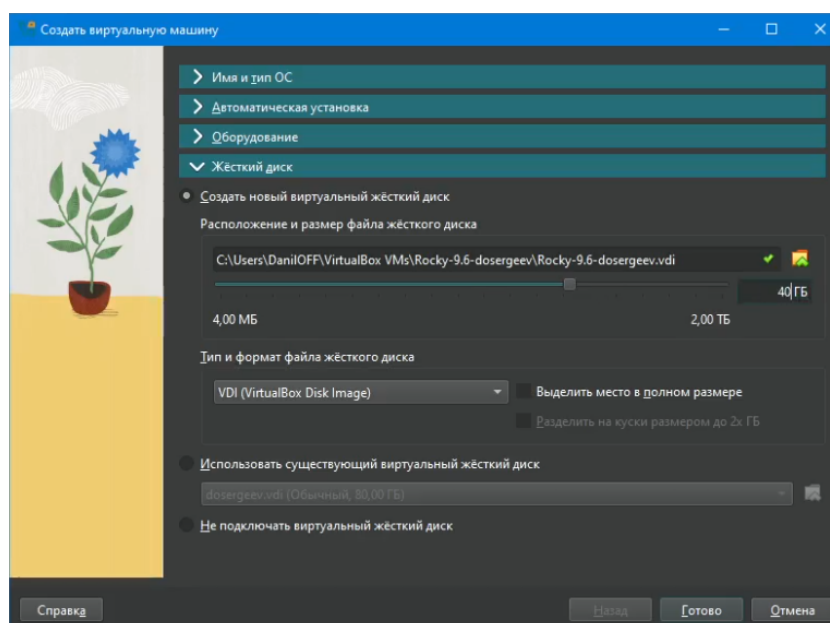 Создать виртуальную машину
Имя и тип ОС
Автоматическая установка
Оборудование
Жёсткий диск
Создать новый виртуальный жёсткий диск
Расположение и размер файла жёсткого диска
C:\Users\DanilOFF\VirtualBox VMs\Rocky-9.6-dosergeev\Rocky-9.6-dosergeev.vdi
40 ГБ
4,00 МБ 2,00 ТБ
Тип и формат файла жёсткого диска
VDI (VirtualBox Disk Image) Выделить место в полном размере
Разделить на куски размером до 2х ГБ
Использовать существующий виртуальный жёсткий диск
dosergeev.vdi (Обычный, 80,00 ГБ)
Не подключать виртуальный жёсткий диск
Справка Назад Готово Отмена